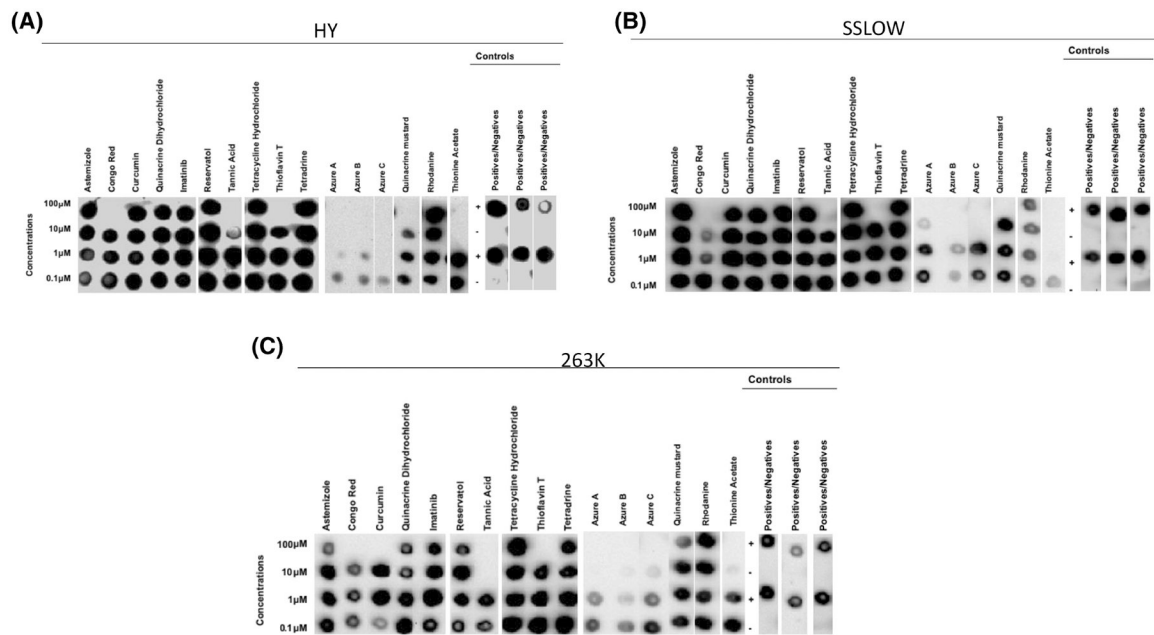 (A)
HY
Controls
Astemizole
Congo Red
Curcumin
Quinacrine Dihydrochloride
Imatinib
Reservatol
Tannic Acid
Tetracycline Hydrochloride
Thioflavin T
Tetradrine
Azure A
Azure B
Azure C
Quinacrine mustard
Rhodanine
Thionine Acetate
Positives/Negatives
Positives/Negatives
Positives/Negatives
Concentrations
100µM
10µM
1µM
0.1µM
+
-
+
-
(B)
SSLOW
Controls
Astemizole
Congo Red
Curcumin
Quinacrine Dihydrochloride
Imatinib
Reservatol
Tannic Acid
Tetracycline Hydrochloride
Thioflavin T
Tetradrine
Azure A
Azure B
Azure C
Quinacrine mustard
Rhodanine
Thionine Acetate
Positives/Negatives
Positives/Negatives
Positives/Negatives
Concentrations
100µM
10µM
1µM
0.1 µM
+
-
+
-
(C)
263K
Controls
Astemizole
Congo Red
Curcumin
Quinacrine Dihydrochloride
Imatinib
Reservatol
Tannic Acid
Tetracycline Hydrochloride
Thioflavin T
Tetradrine
Azure A
Azure B
Azure C
Quinacrine mustard
Rhodanine
Thionine Acetate
Positives/Negatives
Positives/Negatives
Positives/Negatives
Concentrations
100µM
10µM
1µM
0.1µM
+
-
+
-